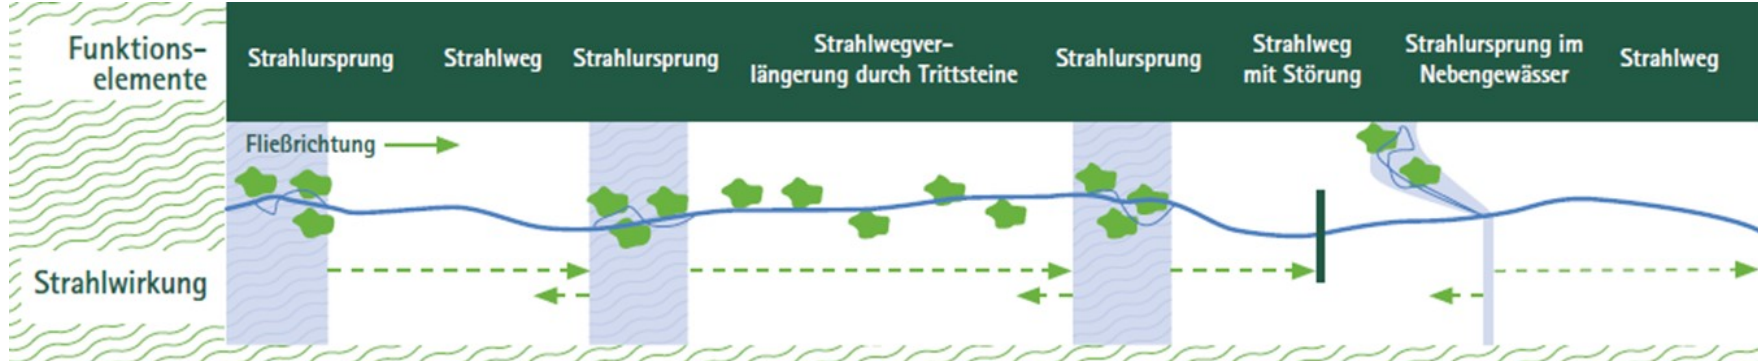 Funktions-
elemente
Strahlursprung
Strahlweg
Strahlursprung
Strahlwegver-
längerung durch Trittsteine
Strahlursprung
Strahlweg
mit Störung
Strahlursprung im
Nebengewässer
Strahlweg
Fließrichtung
Strahlwirkung